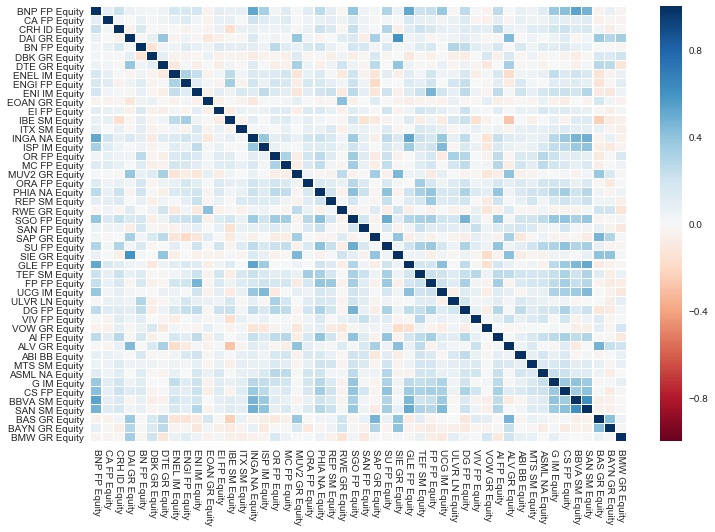 BNP FP Equity
CA FP Equity
CRH ID Equity
DAI GR Equity
BN FP Equity
DBK GR Equity
DTE GR Equity
ENEL IM Equity
ENGI FP Equity
ENI IM Equity
EOAN GR Equity
EI FP Equity
IBE SM Equity
ITX SM Equity
INGA NA Equity
ISP IM Equity
OR FP Equity
MC FP Equity
MUV2 GR Equity
ORA FP Equity
PHIA NA Equity
REP SM Equity
RWE GR Equity
SGO FP Equity
SAN FP Equity
SAP GR Equity
SU FP Equity
SIE GR Equity
GLE FP Equity
TEF SM Equity
FP FP Equity
UCG IM Equity
ULVR LN Equity
DG FP Equity
VIV FP Equity
VOW GR Equity
AI FP Equity
ALV GR Equity
ABI BB Equity
MTS SM Equity
ASML NA Equity
G IM Equity
CS FP Equity
BBVA SM Equity
SAN SM Equity
BAS GR Equity
BAYN GR Equity
BMW GR Equity
BNP FP Equity
CA FP Equity
CRH ID Equity
DAI GR Equity
BN FP Equity
DBK GR Equity
DTE GR Equity
ENEL IM Equity
ENGI FP Equity
ENI IM Equity
EOAN GR Equity
EI FP Equity
IBE SM Equity
ITX SM Equity
INGA NA Equity
ISP IM Equity
OR FP Equity
MC FP Equity
MUV2 GR Equity
ORA FP Equity
PHIA NA Equity
REP SM Equity
RWE GR Equity
SGO FP Equity
SAN FP Equity
SAP GR Equity
SU FP Equity
SIE GR Equity
GLE FP Equity
TEF SM Equity
FP FP Equity
UCG IM Equity
ULVR LN Equity
DG FP Equity
VIV FP Equity
VOW GR Equity
AI FP Equity
ALV GR Equity
ABI BB Equity
MTS SM Equity
ASML NA Equity
G IM Equity
CS FP Equity
BBVA SM Equity
SAN SM Equity
BAS GR Equity
BAYN GR Equity
BMW GR Equity
0.8
0.4
0.0
−0.4
−0.8